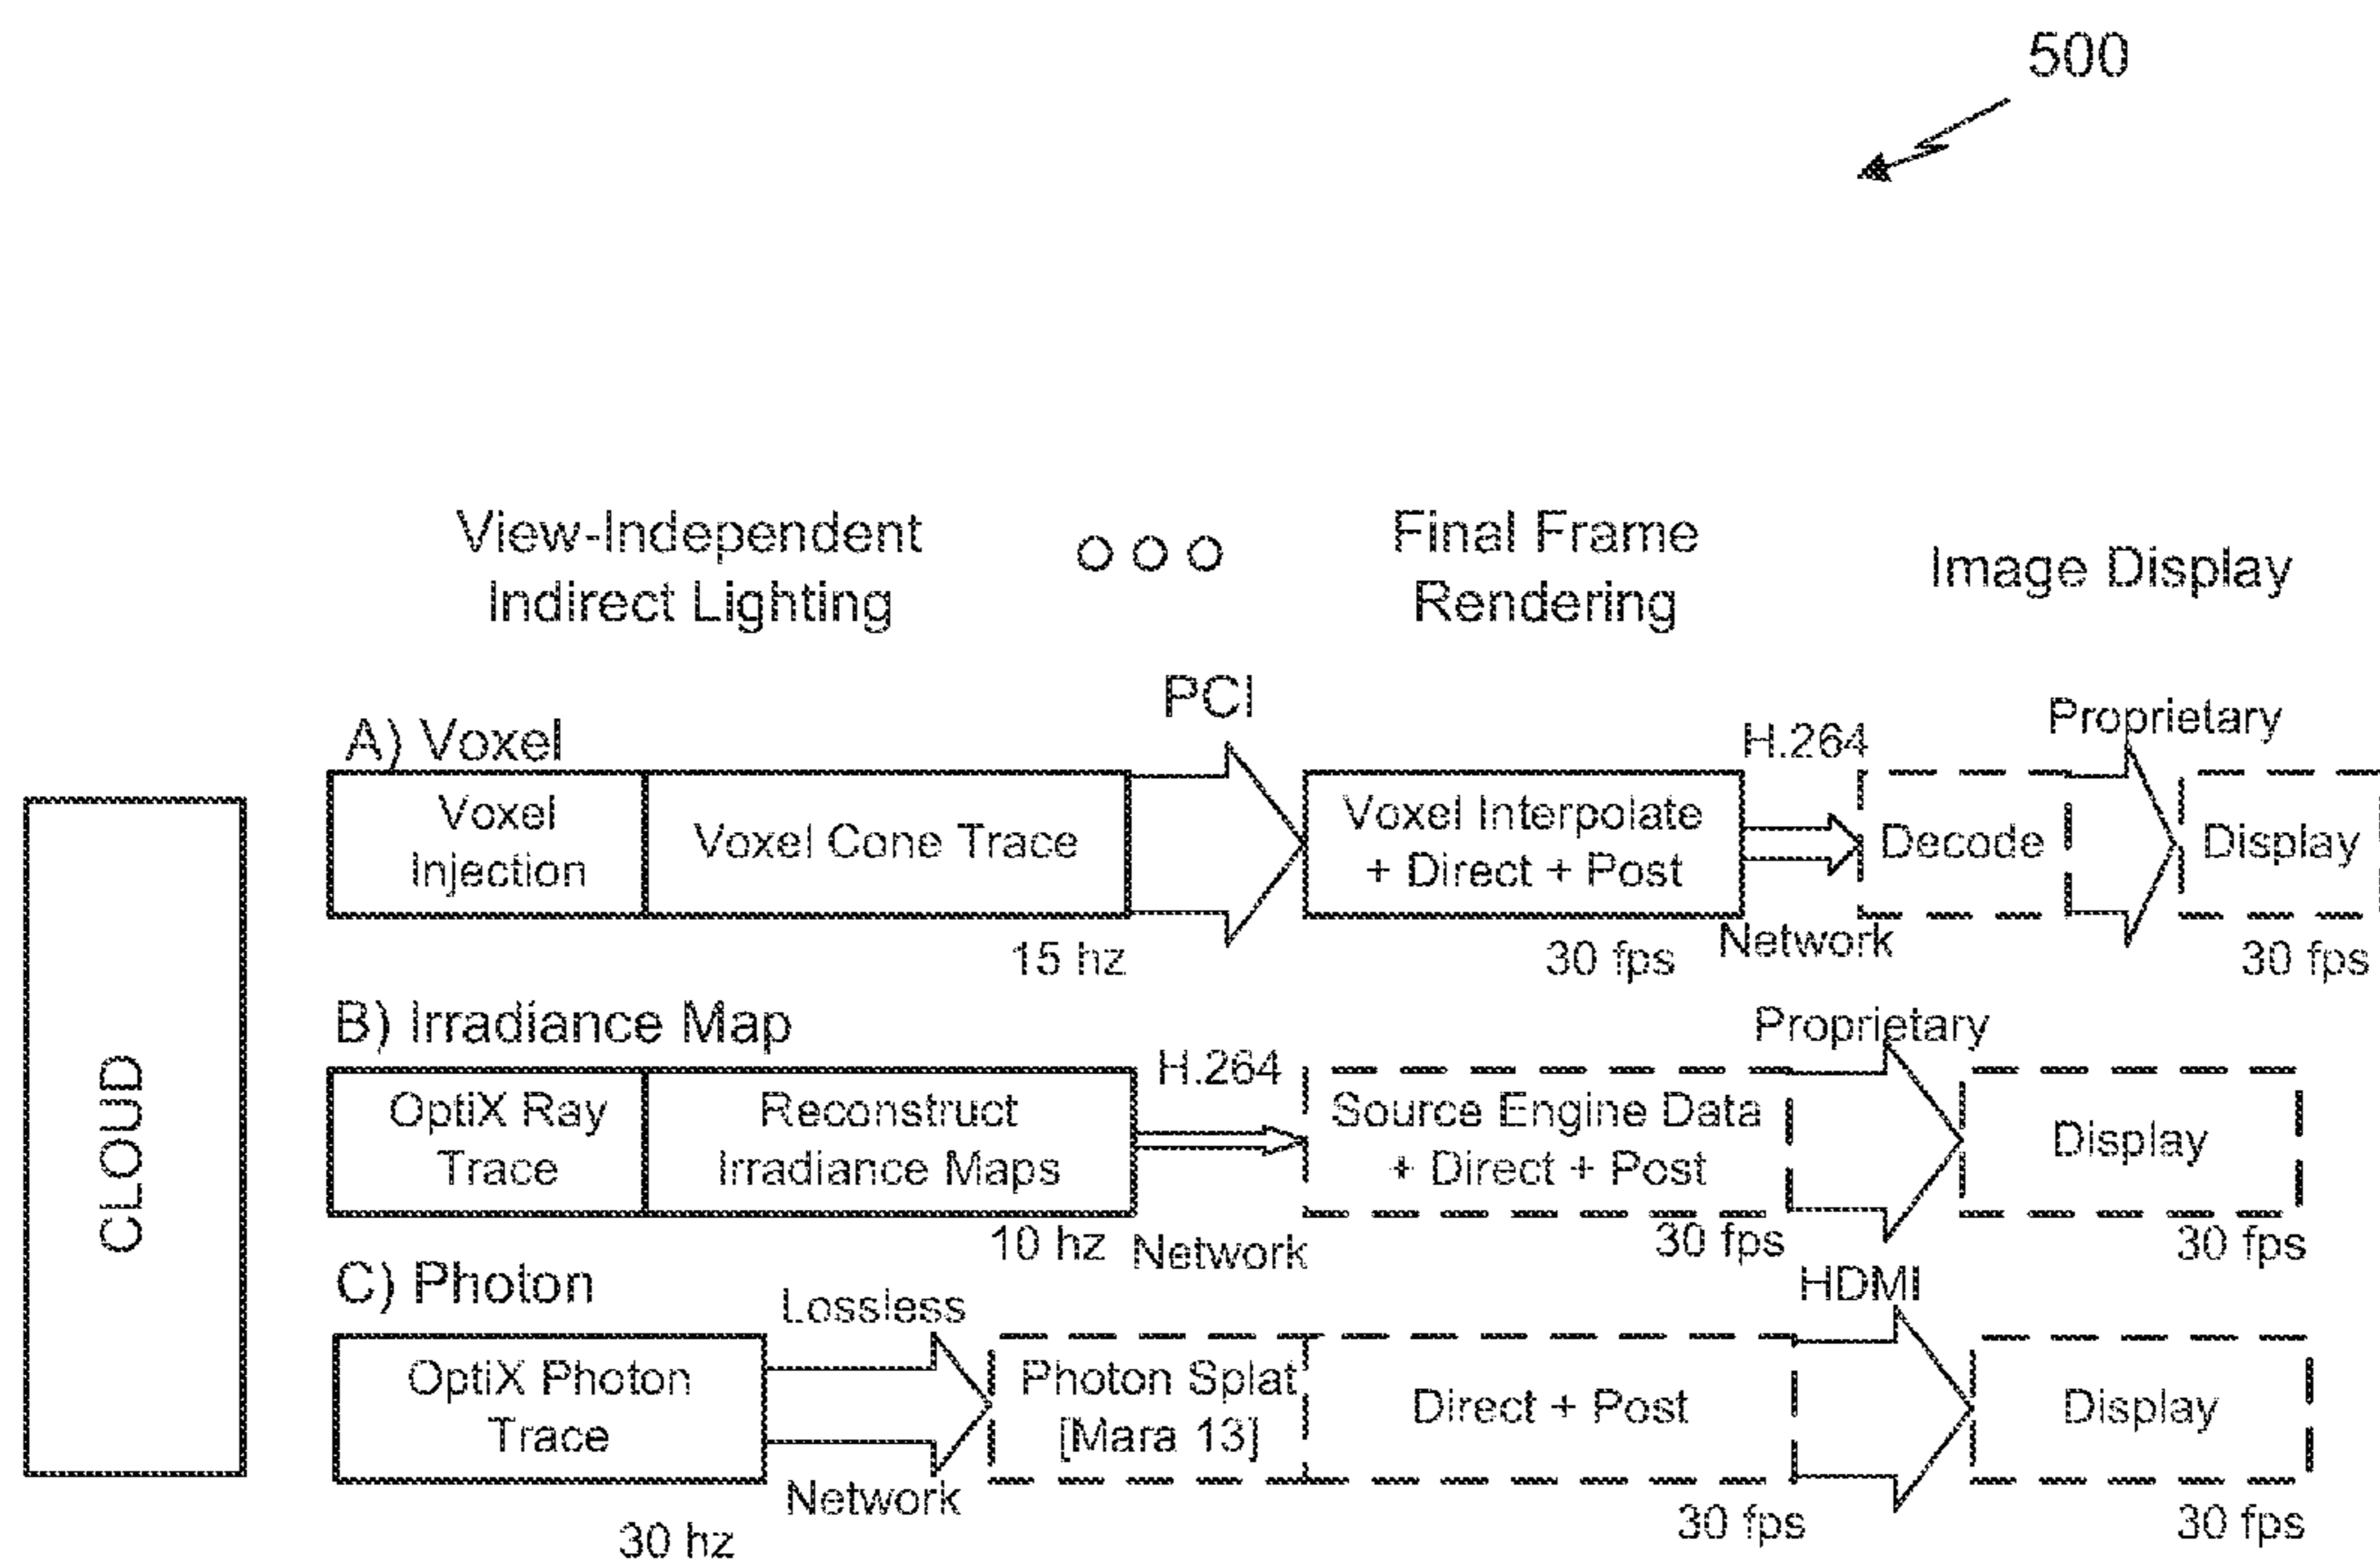 500
View-Independent
Indirect Lighting
Final Frame
Rendering
Image Display
CLOUD
A) Voxel
Voxel
Injection
Voxel Cone Trace
15 hz
PCI
Voxel Interpolate
+ Direct + Post
30 fps
H.264
Network
Decode
Proprietary
Display
30 fps
B) Irradiance Map
OptiX Ray
Trace
Reconstruct
Irradiance Maps
10 hz
H.264
Network
Source Engine Data
+ Direct + Post
30 fps
Proprietary
Display
30 fps
C) Photon
OptiX Photon
Trace
30 hz
Lossless
Network
Photon Splat
[Mara 13]
Direct + Post
30 fps
HDMI
Display
30 fps